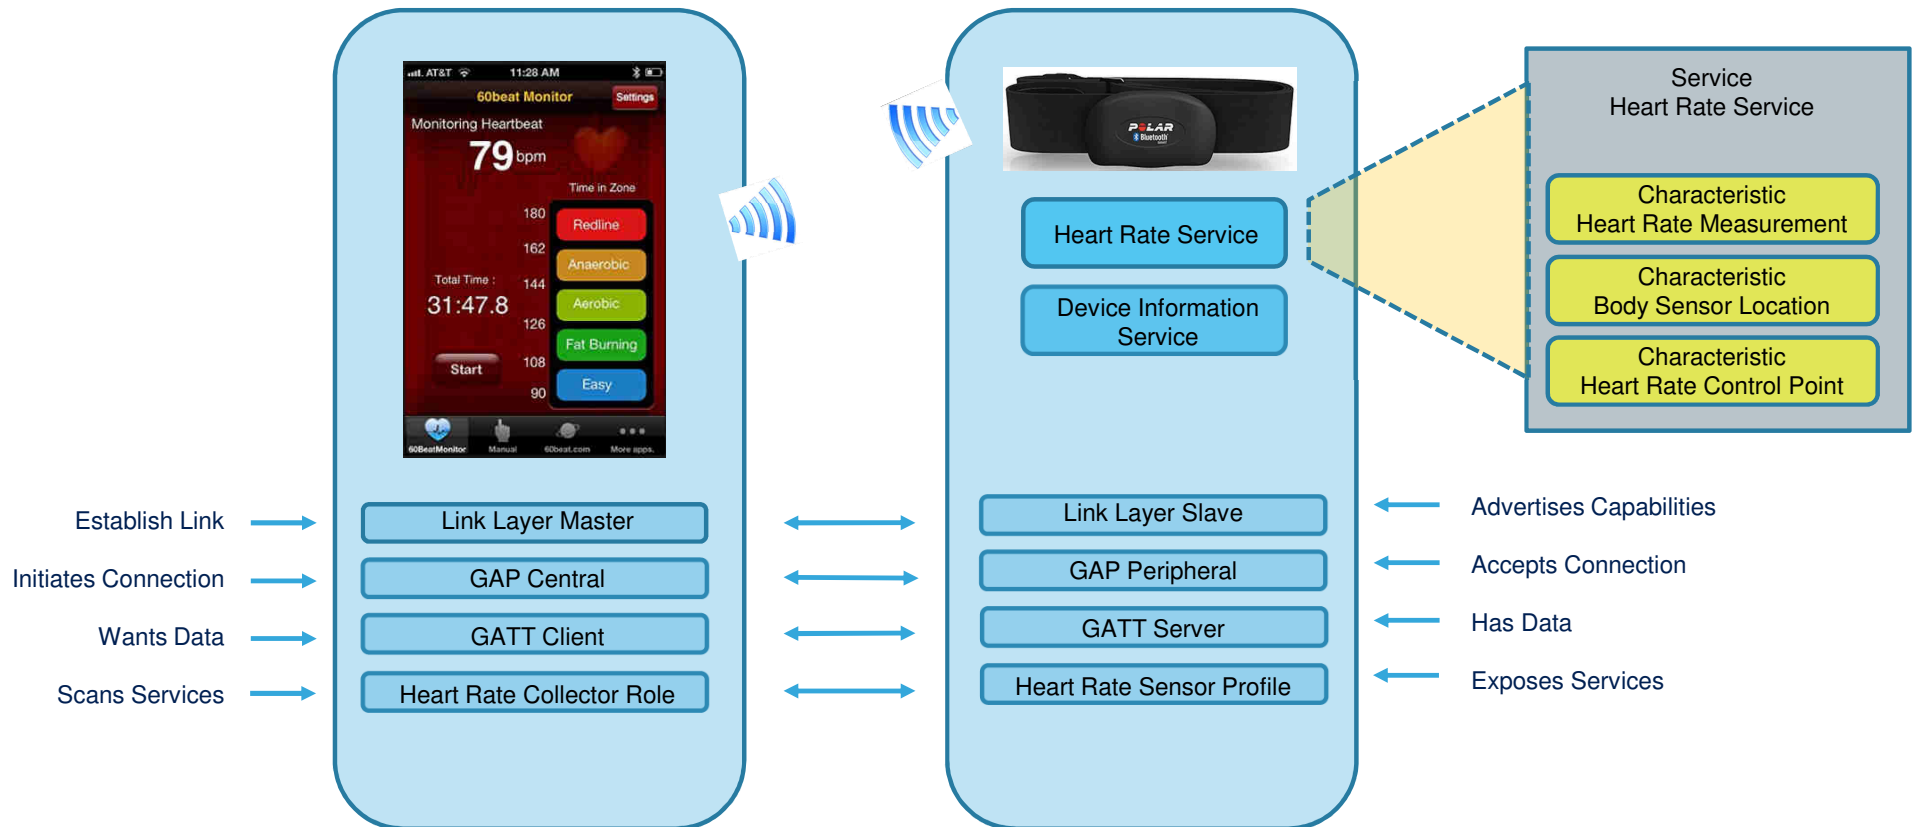 AT&T
11:28 AM
60beat Monitor
Settings
Monitoring Heartbeat
79 bpm
Time in Zone
180
Redline
162
Anaerobic
Total Time :
144
31:47.8
Aerobic
126
Fat Burning
108
Start
Easy
90
60BeatMonitor
Manual
60beat.com
More apps.
POLAR
Bluetooh
Heart Rate Service
Device Information
Service
Service
Heart Rate Service
Characteristic
Heart Rate Measurement
Characteristic
Body Sensor Location
Characteristic
Heart Rate Control Point
Establish Link
Link Layer Master
Link Layer Slave
Advertises Capabilities
Initiates Connection
GAP Central
GAP Peripheral
Accepts Connection
Wants Data
GATT Client
GATT Server
Has Data
Scans Services
Heart Rate Collector Role
Heart Rate Sensor Profile
Exposes Services